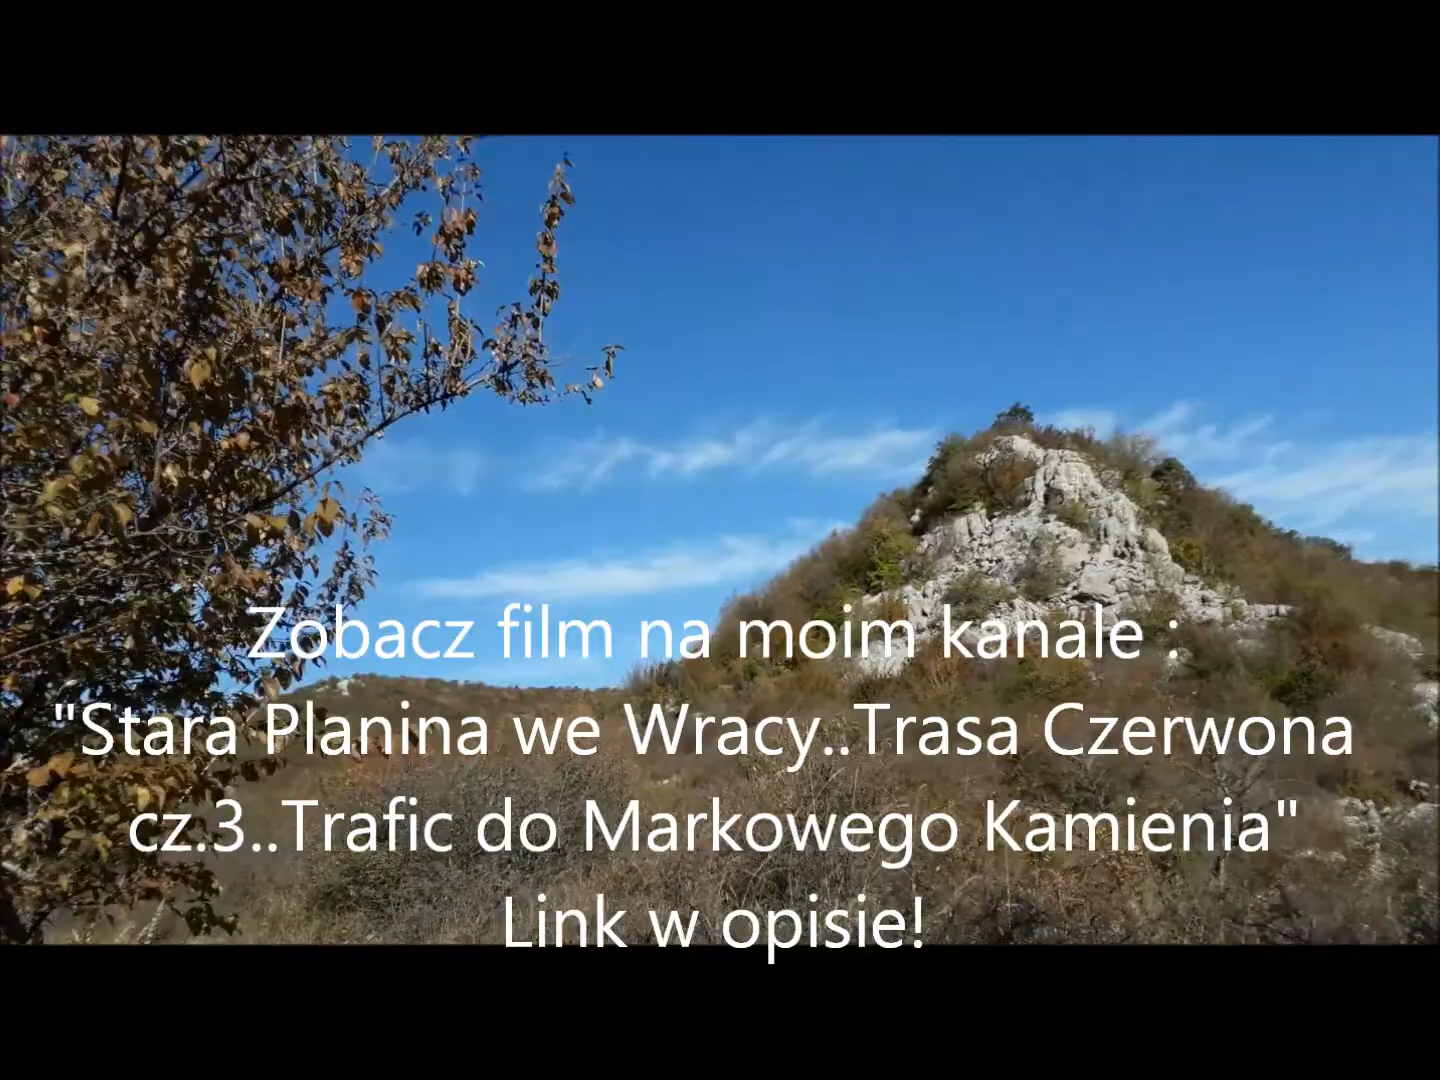 Zobacz film na moim kanale :
"Stara Planina we Wracy..Trasa Czerwona
cz.3..Trafic do Markowego Kamienia"
Link w opisie!